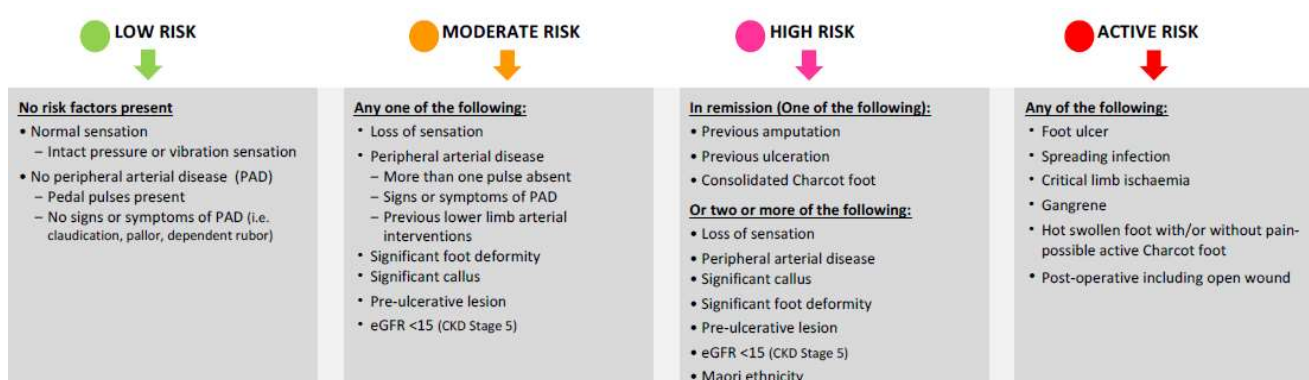 LOW RISK
No risk factors present
• Normal sensation
– Intact pressure or vibration sensation
• No peripheral arterial disease (PAD)
– Pedal pulses present
– No signs or symptoms of PAD (i.e.
claudication, pallor, dependent rubor)
MODERATE RISK
Any one of the following:
• Loss of sensation
• Peripheral arterial disease
– More than one pulse absent
– Signs or symptoms of PAD
– Previous lower limb arterial
interventions
• Significant foot deformity
• Significant callus
• Pre-ulcerative lesion
• eGFR <15 (CKD Stage 5)
HIGH RISK
In remission (One of the following):
• Previous amputation
• Previous ulceration
• Consolidated Charcot foot
Or two or more of the following:
• Loss of sensation
• Peripheral arterial disease
• Significant callus
• Significant foot deformity
• Pre-ulcerative lesion
• eGFR <15 (CKD Stage 5)
• Maori ethnicity
ACTIVE RISK
Any of the following:
• Foot ulcer
• Spreading infection
• Critical limb ischaemia
• Gangrene
• Hot swollen foot with/or without pain-
possible active Charcot foot
• Post-operative including open wound